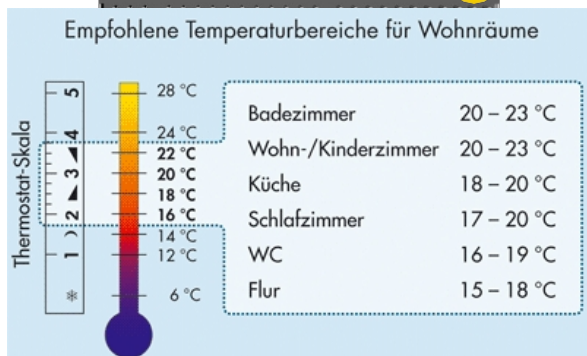 Empfohlene Temperaturbereiche für Wohnräume
Thermostat-Skala
5
4
3
2
1
28 °C
24 °C
22 °C
20 °C
18 °C
16 °C
14 °C
12 °C
6 °C
Badezimmer 20 – 23 °C
Wohn-/Kinderzimmer 20 – 23 °C
Küche 18 – 20 °C
Schlafzimmer 17 – 20 °C
WC 16 – 19 °C
Flur 15 – 18 °C